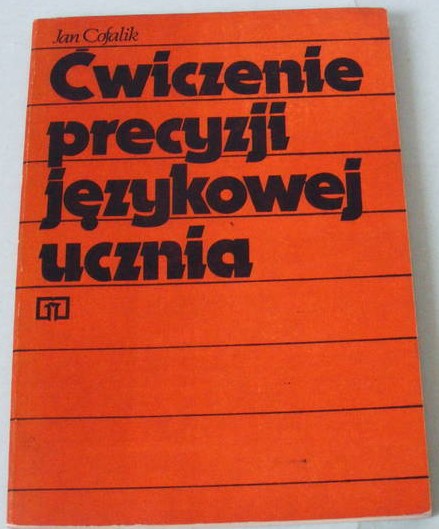 Jan Cofalik
Ćwiczenie
precyzji
językowej
ucznia